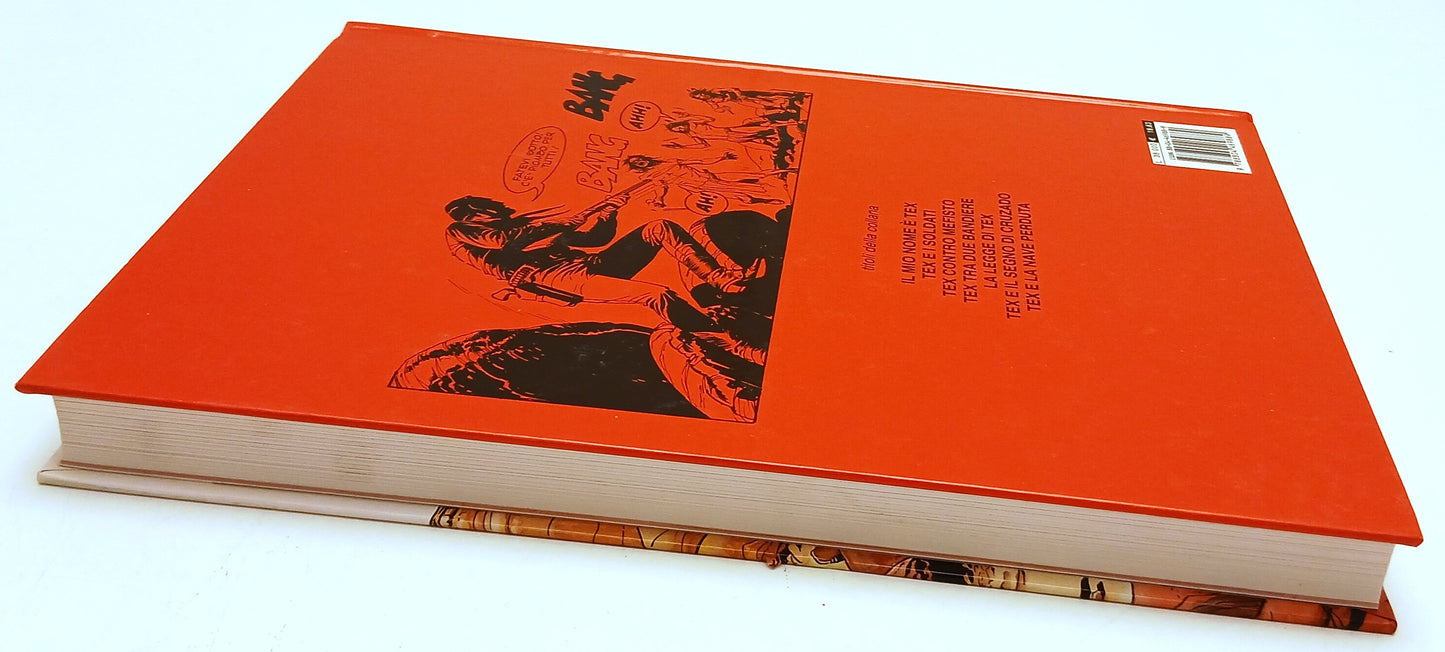 BANG
AHH!
FATEVI SOTTO!
C'È PIOMBO PER
TUTTI!
BANG
AH!
titoli della collana
IL MIO NOME È TEX
TEX E I SOLDATI
TEX CONTRO MEFISTO
TEX TRA DUE BANDIERE
LA LEGGE DI TEX
TEX E IL SEGNO DI CRUZADO
TEX E LA NAVE PERDUTA